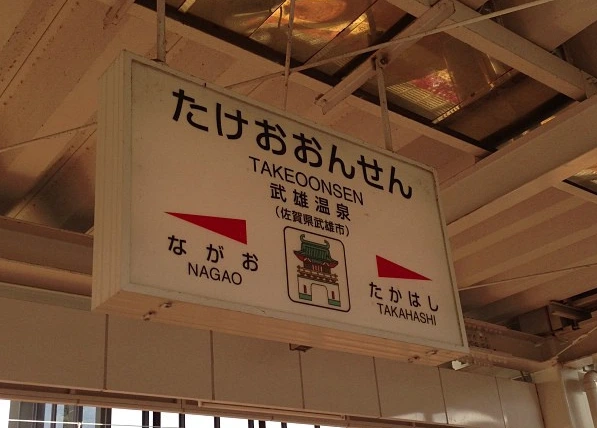 たけおおんせん
TAKEOONSEN
武雄温泉
(佐賀県武雄市)
ながお
NAGAO
たかはし
TAKAHASHI